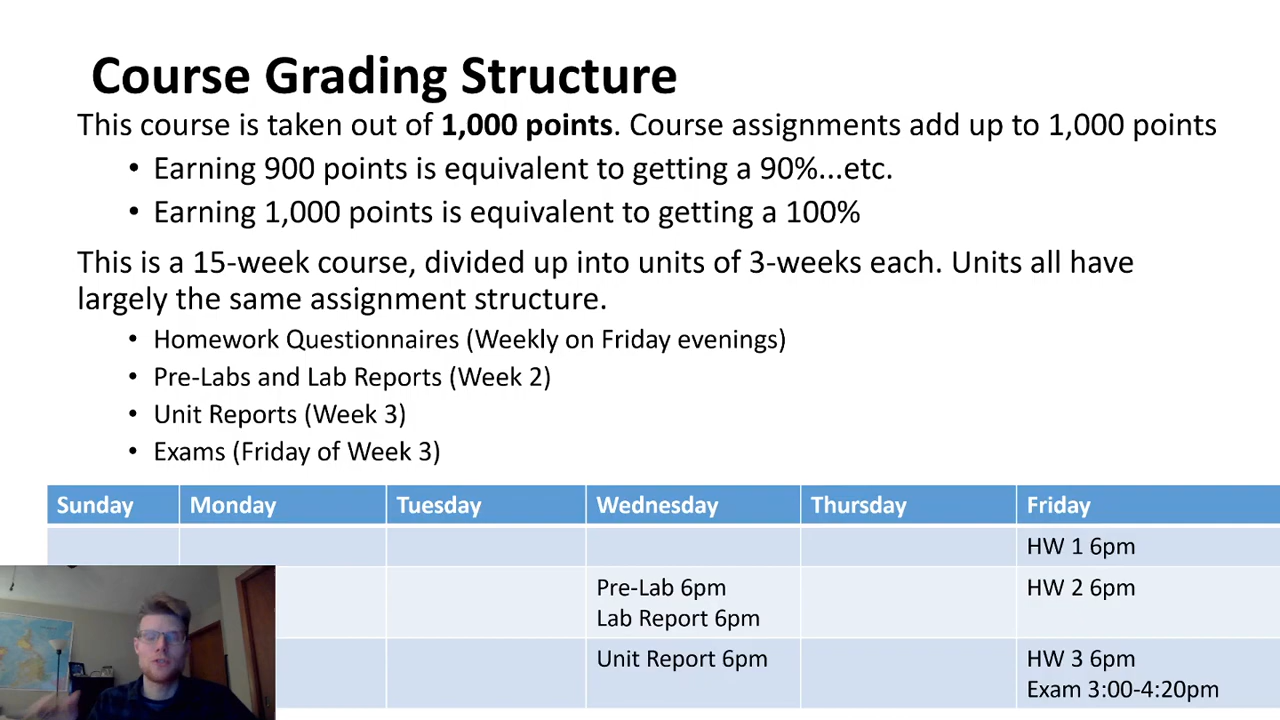 Course Grading Structure
This course is taken out of 1,000 points. Course assignments add up to 1,000 points
• Earning 900 points is equivalent to getting a 90%...etc.
• Earning 1,000 points is equivalent to getting a 100%
This is a 15-week course, divided up into units of 3-weeks each. Units all have
largely the same assignment structure.
• Homework Questionnaires (Weekly on Friday evenings)
• Pre-Labs and Lab Reports (Week 2)
• Unit Reports (Week 3)
• Exams (Friday of Week 3)
Sunday Monday Tuesday Wednesday Thursday Friday
HW 1 6pm
Pre-Lab 6pm HW 2 6pm
Lab Report 6pm
Unit Report 6pm HW 3 6pm
Exam 3:00-4:20pm